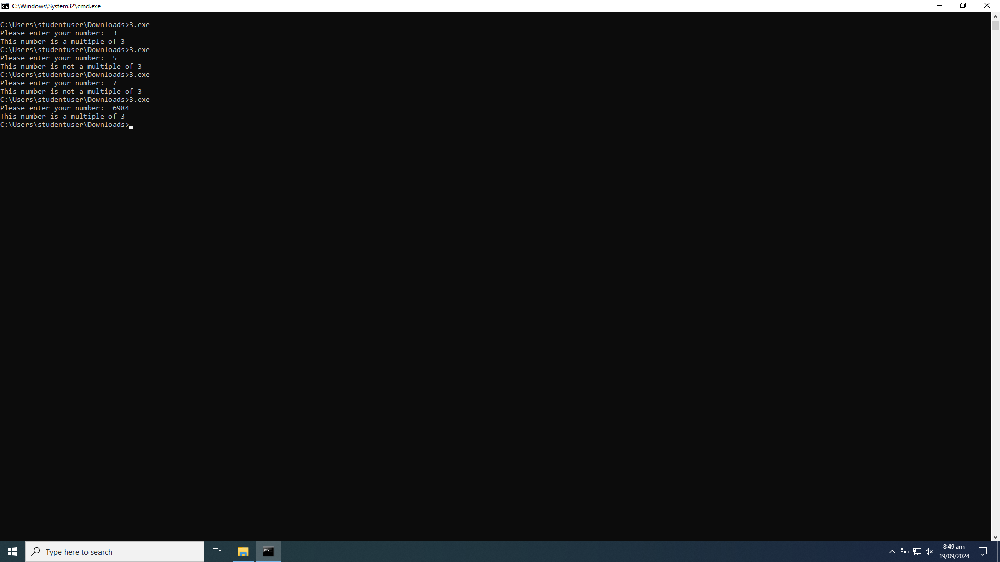 C:\Windows\System32\cmd.exe
C:\Users\studentuser\Downloads>3.exe
Please enter your number:  3
This number is a multiple of 3
C:\Users\studentuser\Downloads>3.exe
Please enter your number:  5
This number is not a multiple of 3
C:\Users\studentuser\Downloads>3.exe
Please enter your number:  7
This number is not a multiple of 3
C:\Users\studentuser\Downloads>3.exe
Please enter your number:  6984
This number is a multiple of 3
C:\Users\studentuser\Downloads>
Type here to search
8:49 am
19/09/2024